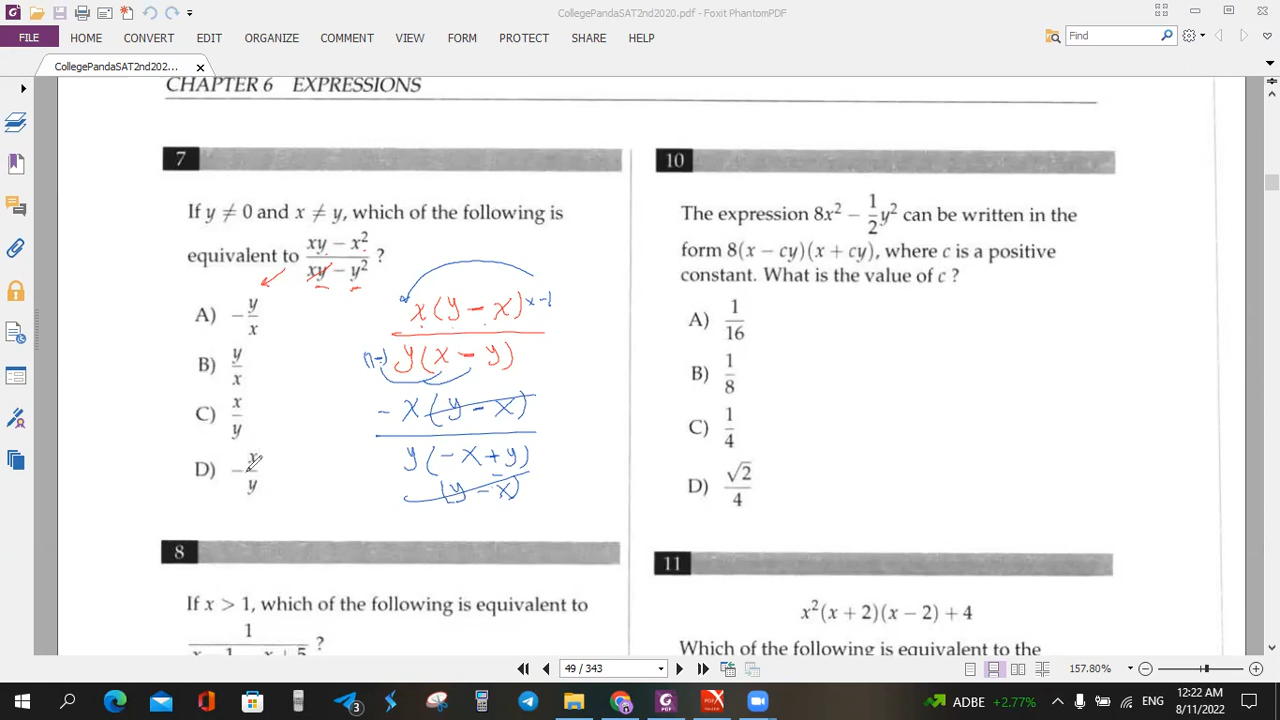 CollegePandaSAT2nd2020.pdf - Foxit PhantomPDF
FILE HOME CONVERT EDIT ORGANIZE COMMENT VIEW FORM PROTECT SHARE HELP
Find
CollegePandaSAT2nd202...
CHAPTER 6 EXPRESSIONS
7
If y ≠ 0 and x ≠ y, which of the following is
equivalent to (xy − x²)/(xy − y²) ?
A) −y/x
B) y/x
C) x/y
D) −x/y
x(y − x) x-1
y(x − y)
- x(y - x)
y(-x+y)
(y - x)
8
If x > 1, which of the following is equivalent to
1
?
10
The expression 8x² − 1/2 y² can be written in the
form 8(x − cy)(x + cy), where c is a positive
constant. What is the value of c ?
A) 1/16
B) 1/8
C) 1/4
D) √2/4
11
x²(x + 2)(x − 2) + 4
Which of the following is equivalent to the
49 / 343
157.80%
3
ADBE +2.77%
ENG
12:22 AM
8/11/2022